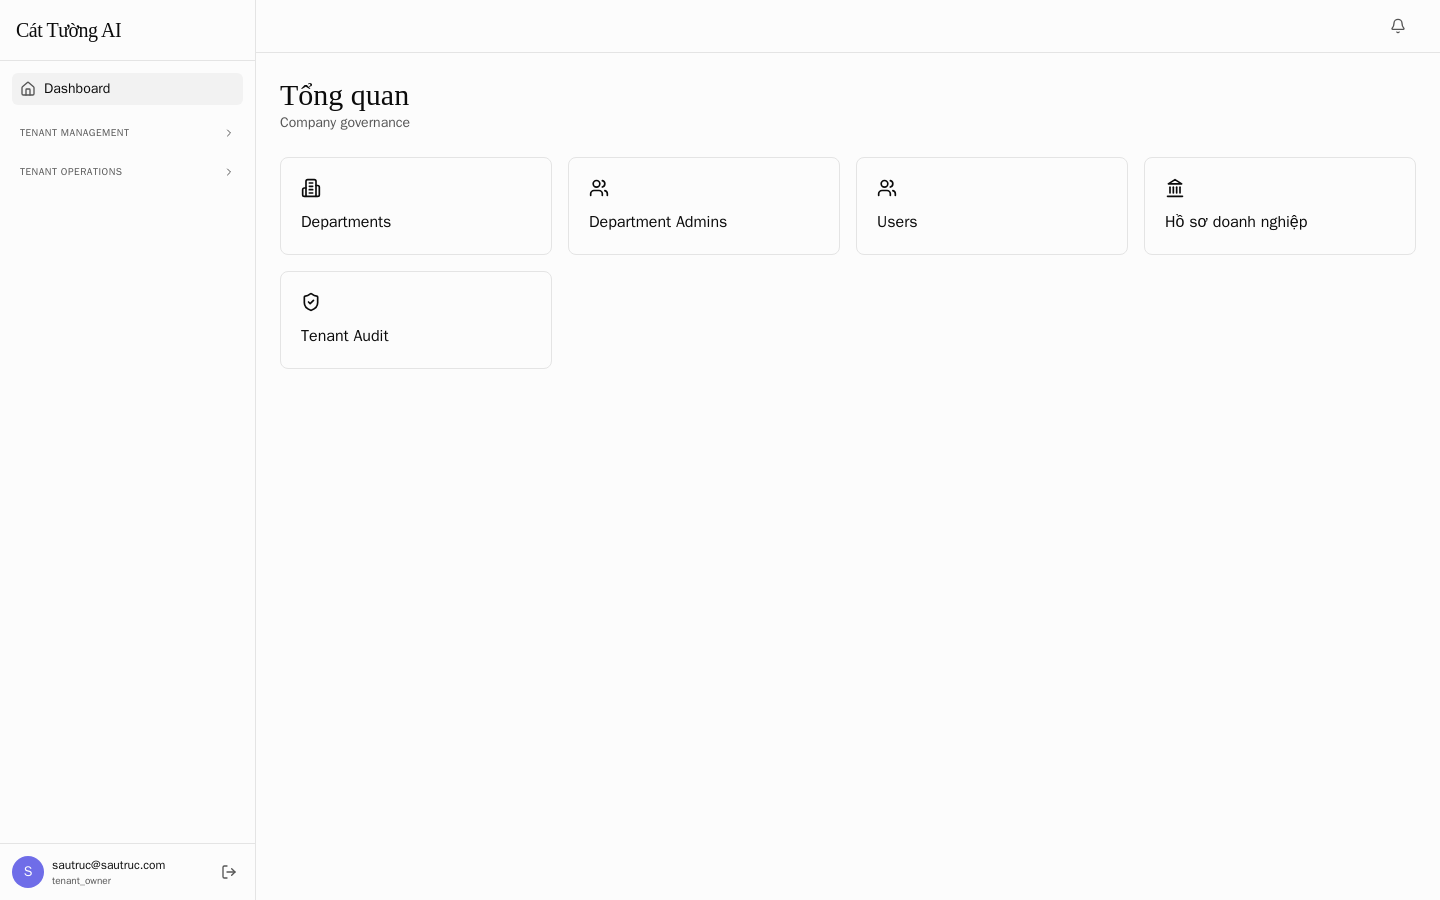 Cát Tường AI
Dashboard
TENANT MANAGEMENT
TENANT OPERATIONS
Tổng quan
Company governance
Departments
Department Admins
Users
Hồ sơ doanh nghiệp
Tenant Audit
S
sautruc@sautruc.com
tenant_owner